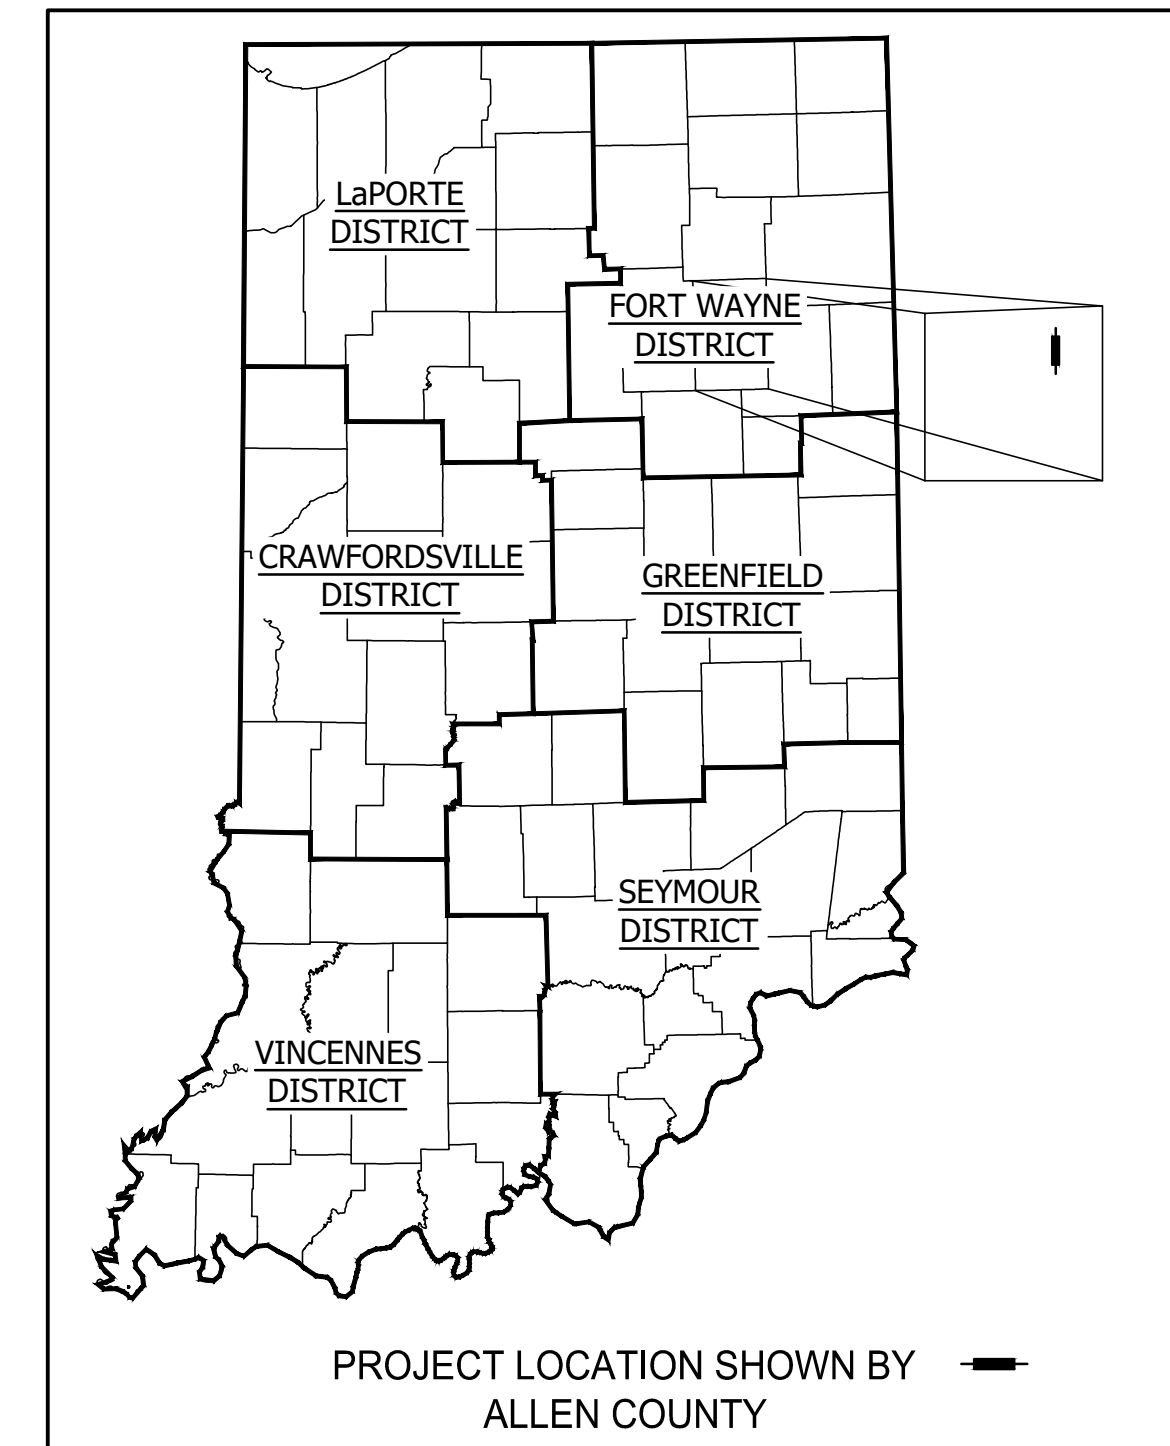 LaPORTE
DISTRICT
FORT WAYNE
DISTRICT
CRAWFORDSVILLE
DISTRICT
GREENFIELD
DISTRICT
SEYMOUR
DISTRICT
VINCENNES
DISTRICT
PROJECT LOCATION SHOWN BY
ALLEN COUNTY